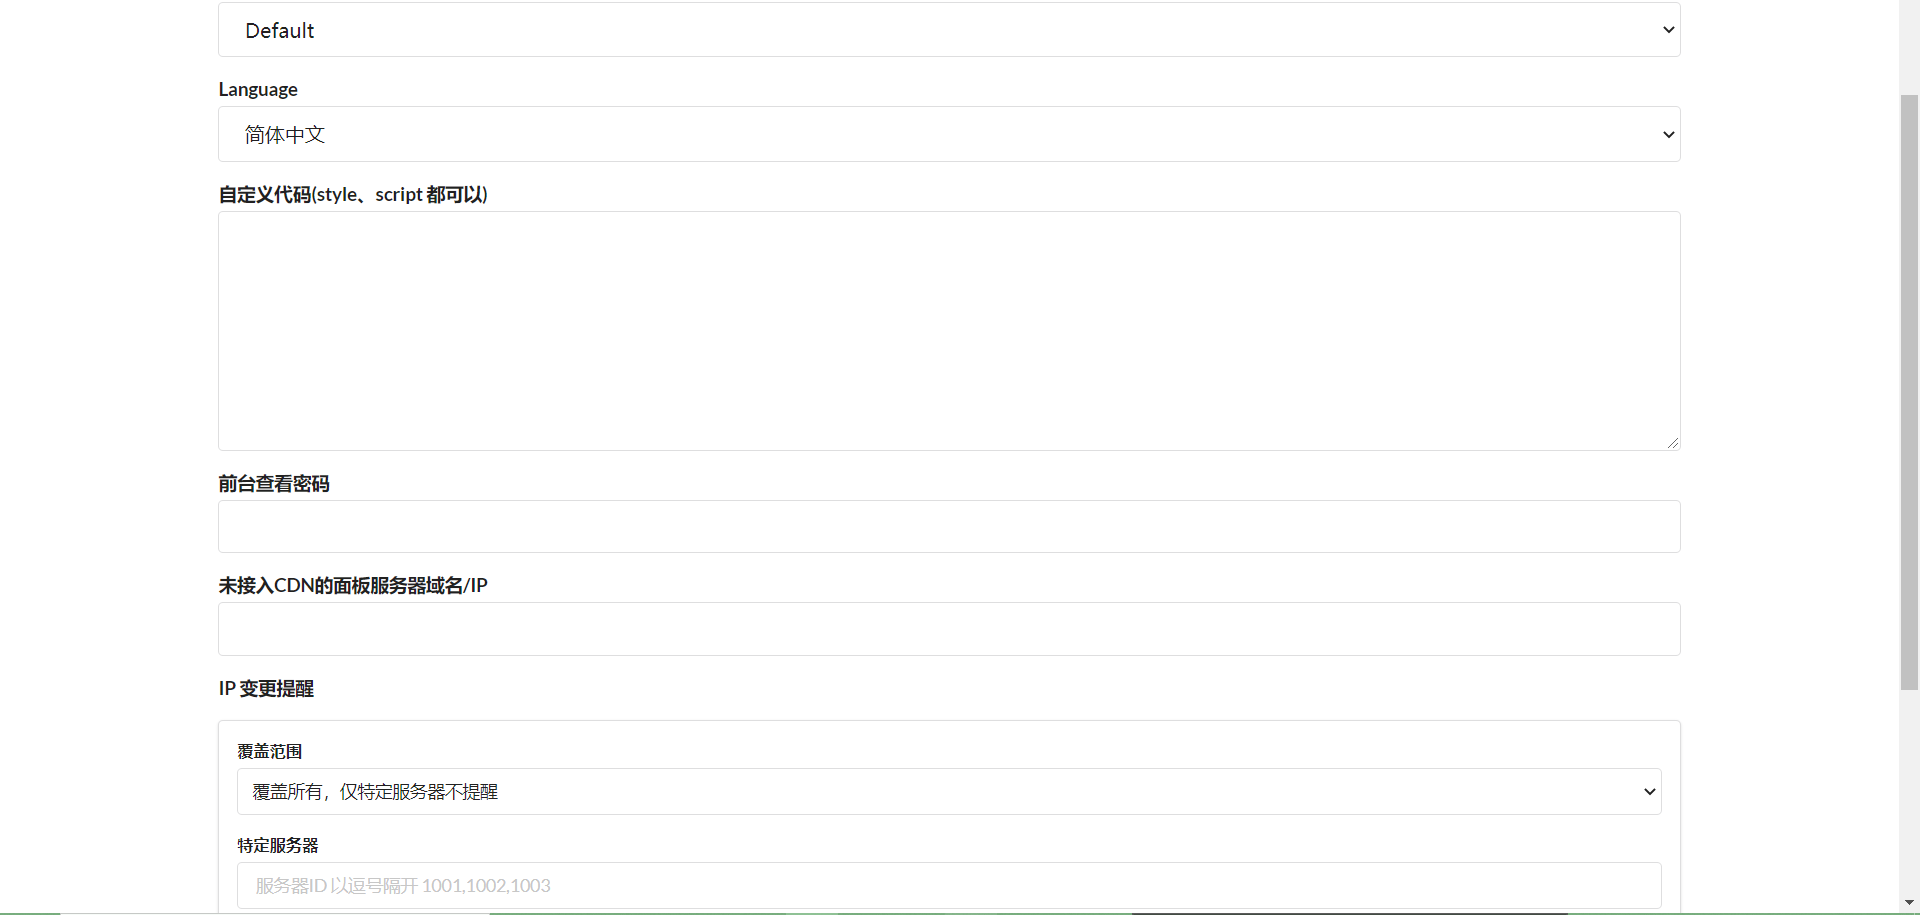 Default
Language
简体中文
自定义代码(style、script 都可以)
前台查看密码
未接入CDN的面板服务器域名/IP
IP 变更提醒
覆盖范围
覆盖所有，仅特定服务器不提醒
特定服务器
服务器ID 以逗号隔开 1001,1002,1003